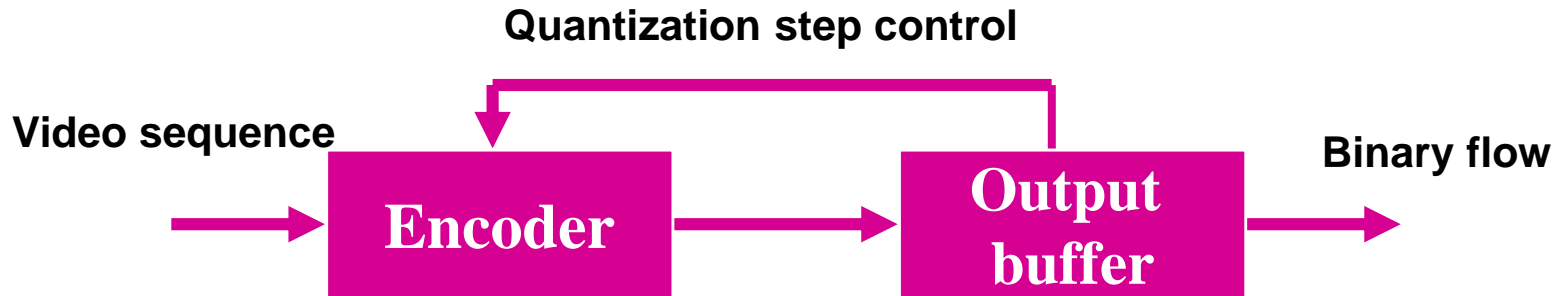 Quantization step control
Video sequence
Binary flow
Encoder
Output
buffer